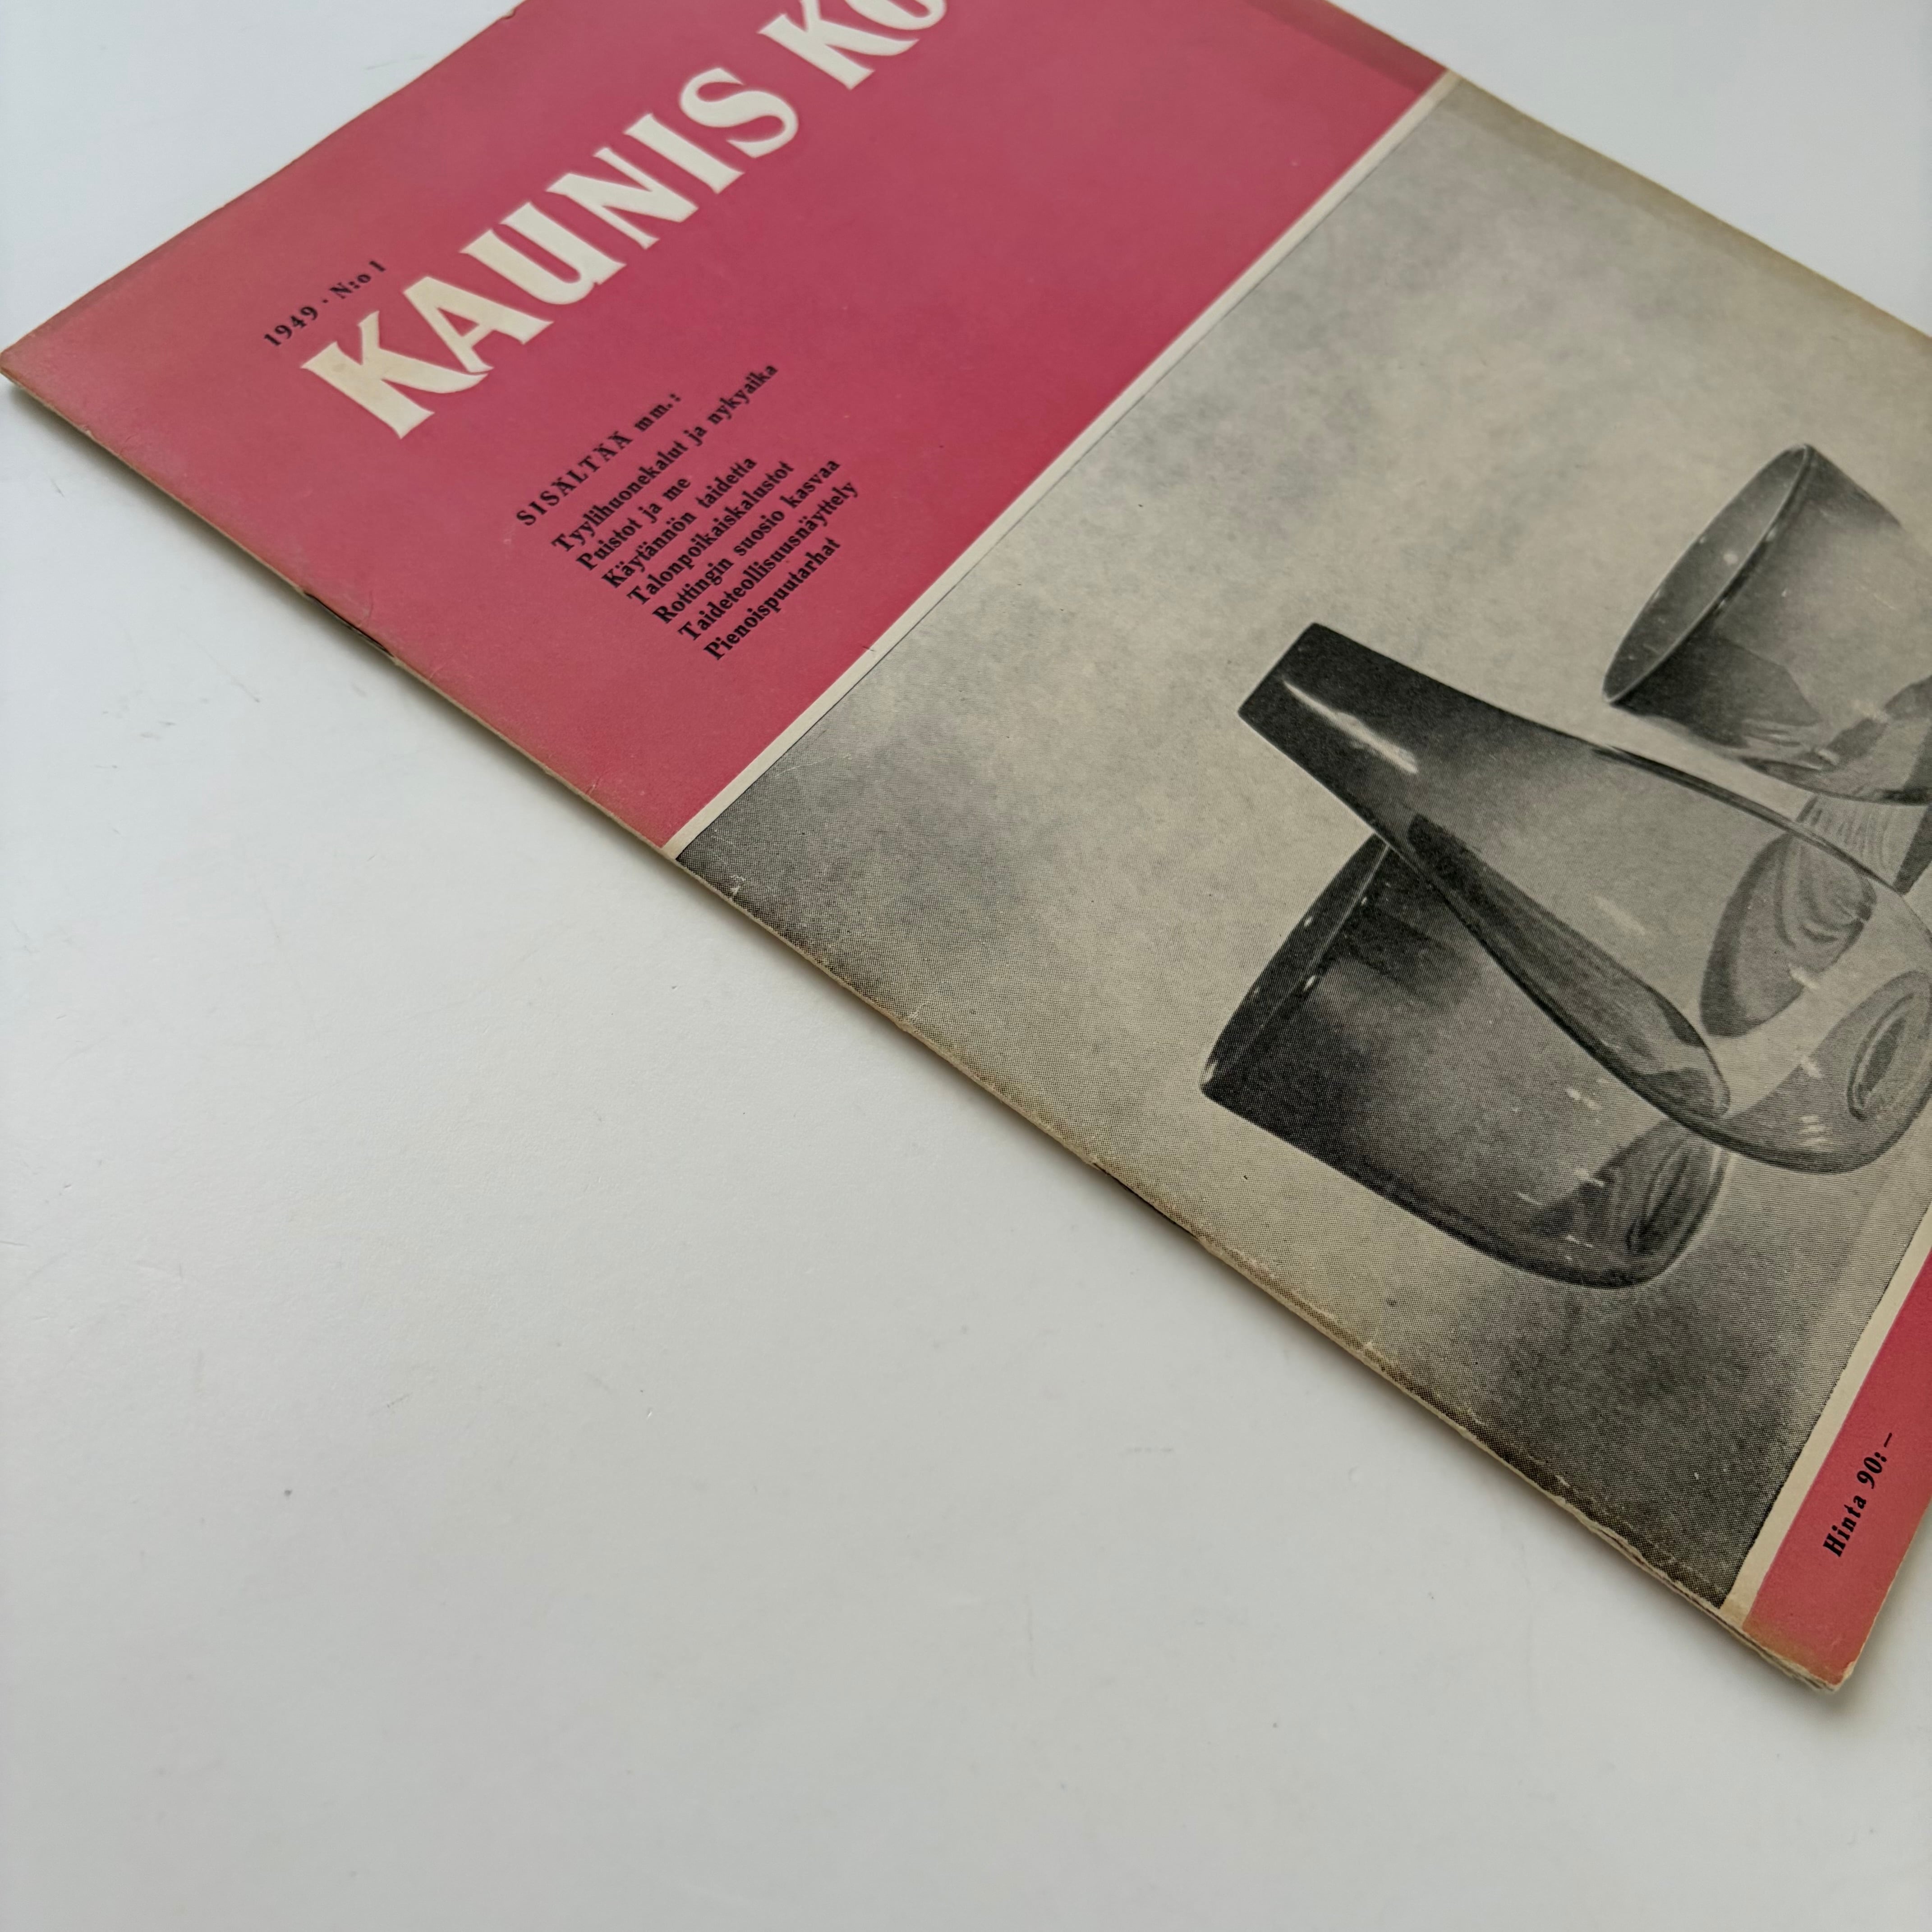 1949 · N:o 1
KAUNIS KO
SISÄLTÄÄ mm.:
Tyylihuonekalut ja nykyaika
Puistot ja me
Käytännön taidetta
Talonpoikaiskalustot
Rottingin suosio kasvaa
Taideteollisuusnäyttely
Pienoispuutarhat
Hinta 90:–